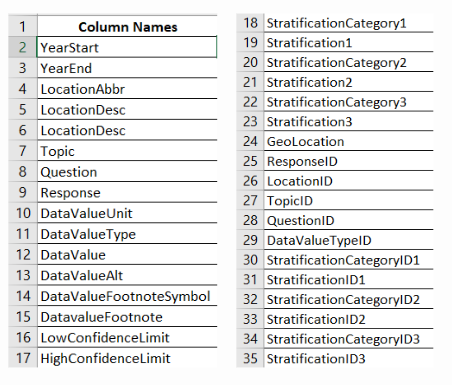 1 Column Names
2 YearStart
3 YearEnd
4 LocationAbbr
5 LocationDesc
6 LocationDesc
7 Topic
8 Question
9 Response
10 DataValueUnit
11 DataValueType
12 DataValue
13 DataValueAlt
14 DataValueFootnoteSymbol
15 DatavalueFootnote
16 LowConfidenceLimit
17 HighConfidenceLimit
18 StratificationCategory1
19 Stratification1
20 StratificationCategory2
21 Stratification2
22 StratificationCategory3
23 Stratification3
24 GeoLocation
25 ResponseID
26 LocationID
27 TopicID
28 QuestionID
29 DataValueTypeID
30 StratificationCategoryID1
31 StratificationID1
32 StratificationCategoryID2
33 StratificationID2
34 StratificationCategoryID3
35 StratificationID3